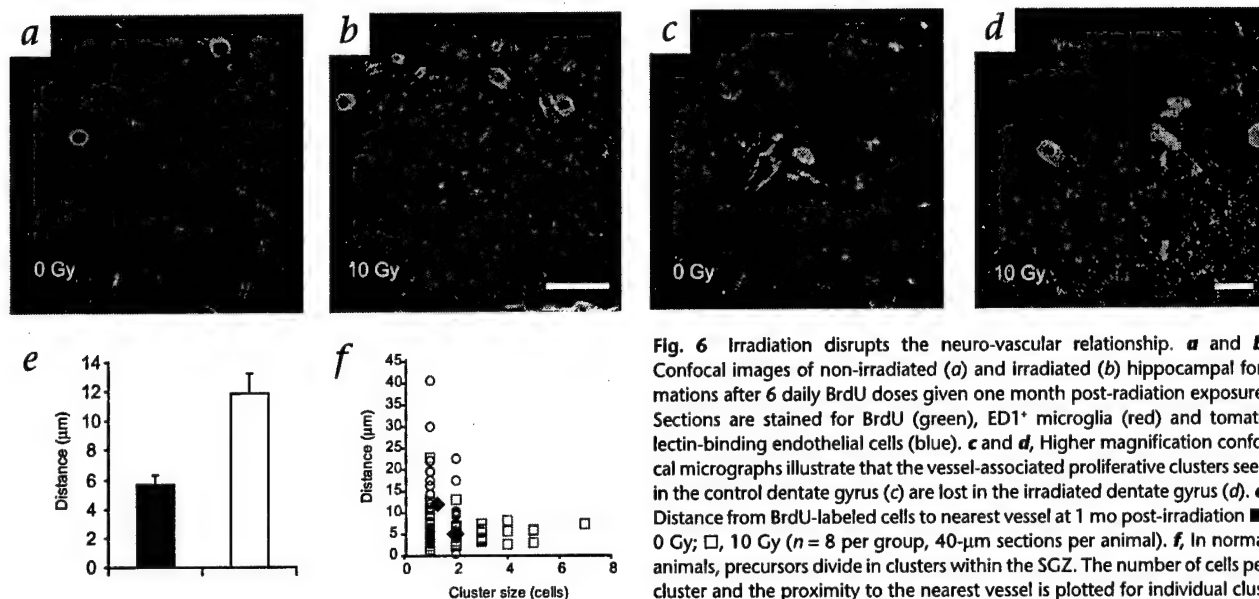 a
b
c
d
0 Gy
10 Gy
0 Gy
10 Gy
e
14
12
10
8
6
4
2
0
Distance (µm)
f
45
40
35
30
25
20
15
10
5
0
Distance (µm)
0 2 4 6 8
Cluster size (cells)
Fig. 6 Irradiation disrupts the neuro-vascular relationship. a and b
Confocal images of non-irradiated (a) and irradiated (b) hippocampal for
mations after 6 daily BrdU doses given one month post-radiation exposure
Sections are stained for BrdU (green), ED1+ microglia (red) and tomat
lectin-binding endothelial cells (blue). c and d, Higher magnification confo
cal micrographs illustrate that the vessel-associated proliferative clusters see
in the control dentate gyrus (c) are lost in the irradiated dentate gyrus (d).
Distance from BrdU-labeled cells to nearest vessel at 1 mo post-irradiation ■
0 Gy; □, 10 Gy (n = 8 per group, 40-µm sections per animal). f, In norma
animals, precursors divide in clusters within the SGZ. The number of cells pe
cluster and the proximity to the nearest vessel is plotted for individual clus